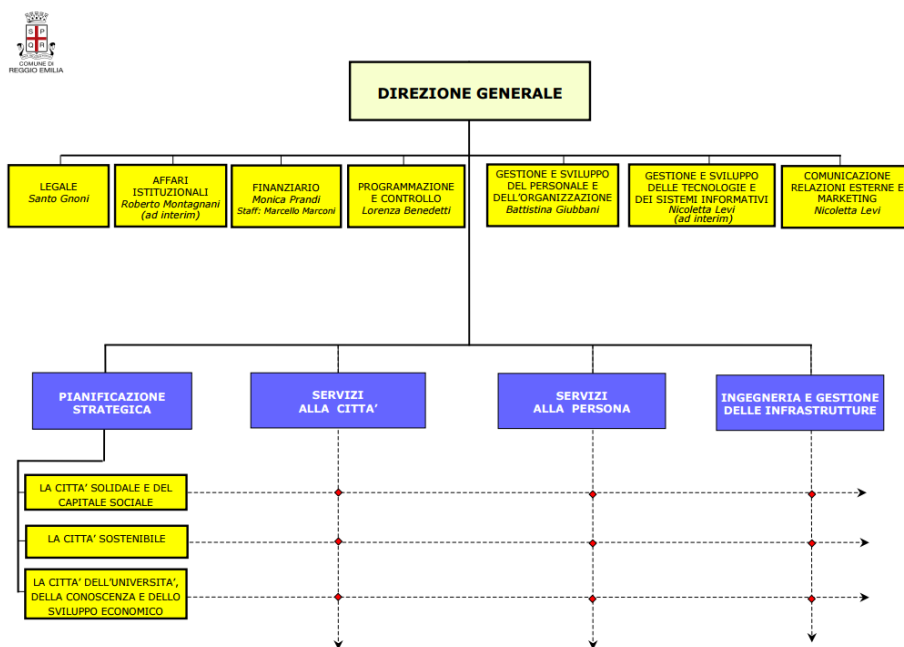 S P
Q R
COMUNE DI
REGGIO EMILIA
DIREZIONE GENERALE
LEGALE
Santo Gnoni
AFFARI
ISTITUZIONALI
Roberto Montagnani
(ad interim)
FINANZIARIO
Monica Prandi
Staff: Marcello Marconi
PROGRAMMAZIONE
E CONTROLLO
Lorenza Benedetti
GESTIONE E SVILUPPO
DEL PERSONALE E
DELL'ORGANIZZAZIONE
Battistina Giubbani
GESTIONE E SVILUPPO
DELLE TECNOLOGIE E
DEI SISTEMI INFORMATIVI
Nicoletta Levi
(ad interim)
COMUNICAZIONE
RELAZIONI ESTERNE E
MARKETING
Nicoletta Levi
PIANIFICAZIONE
STRATEGICA
SERVIZI
ALLA CITTA'
SERVIZI
ALLA PERSONA
INGEGNERIA E GESTIONE
DELLE INFRASTRUTTURE
LA CITTA' SOLIDALE E DEL
CAPITALE SOCIALE
LA CITTA' SOSTENIBILE
LA CITTA' DELL'UNIVERSITA',
DELLA CONOSCENZA E DELLO
SVILUPPO ECONOMICO